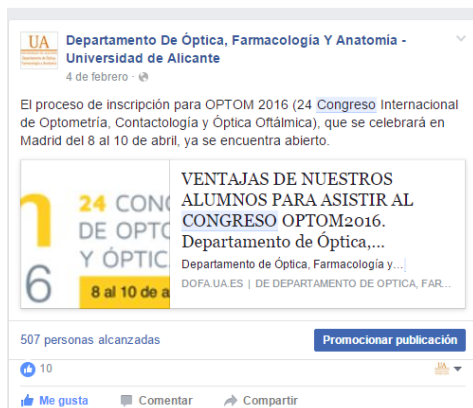 UA
Departamento De Óptica, Farmacología Y Anatomía -
Universidad de Alicante
4 de febrero ·
El proceso de inscripción para OPTOM 2016 (24 Congreso Internacional
de Optometría, Contactología y Óptica Oftálmica), que se celebrará en
Madrid del 8 al 10 de abril, ya se encuentra abierto.
24 CONG
DE OPTO
Y ÓPTIC
6
8 al 10 de a
VENTAJAS DE NUESTROS
ALUMNOS PARA ASISTIR AL
CONGRESO OPTOM2016.
Departamento de Óptica,...
Departamento de Óptica, Farmacología y...
DOFA.UA.ES | DE DEPARTAMENTO DE OPTICA, FAR...
507 personas alcanzadas
Promocionar publicación
10
Me gusta
Comentar
Compartir